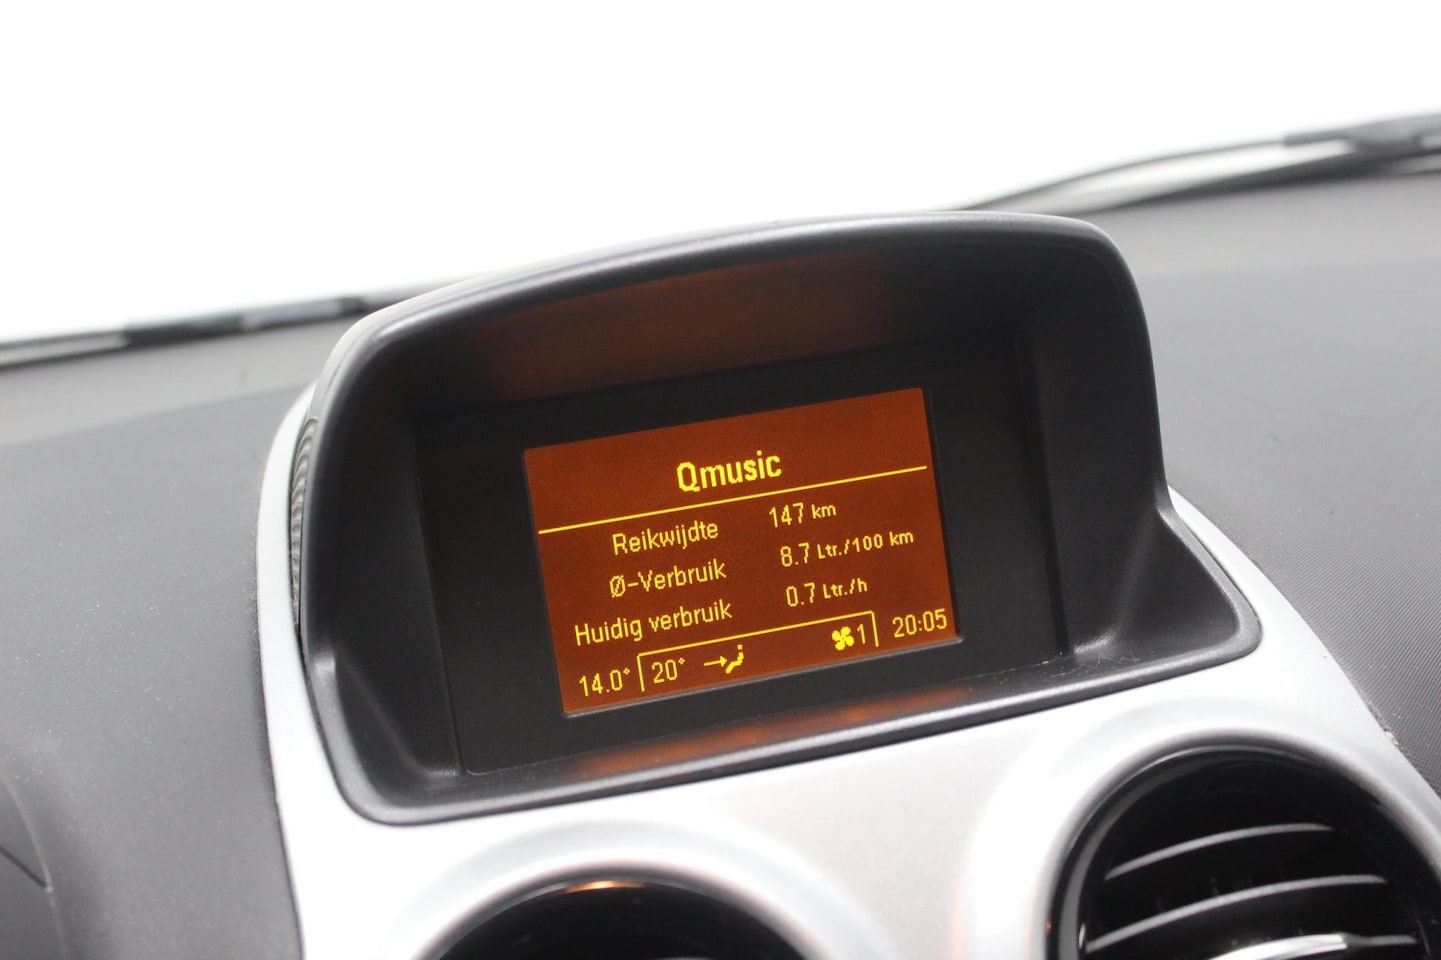 Qmusic
Reikwijdte 147 km
Ø-Verbruik 8.7 Ltr./100 km
Huidig verbruik 0.7 Ltr./h
14.0° 20° 1 20:05